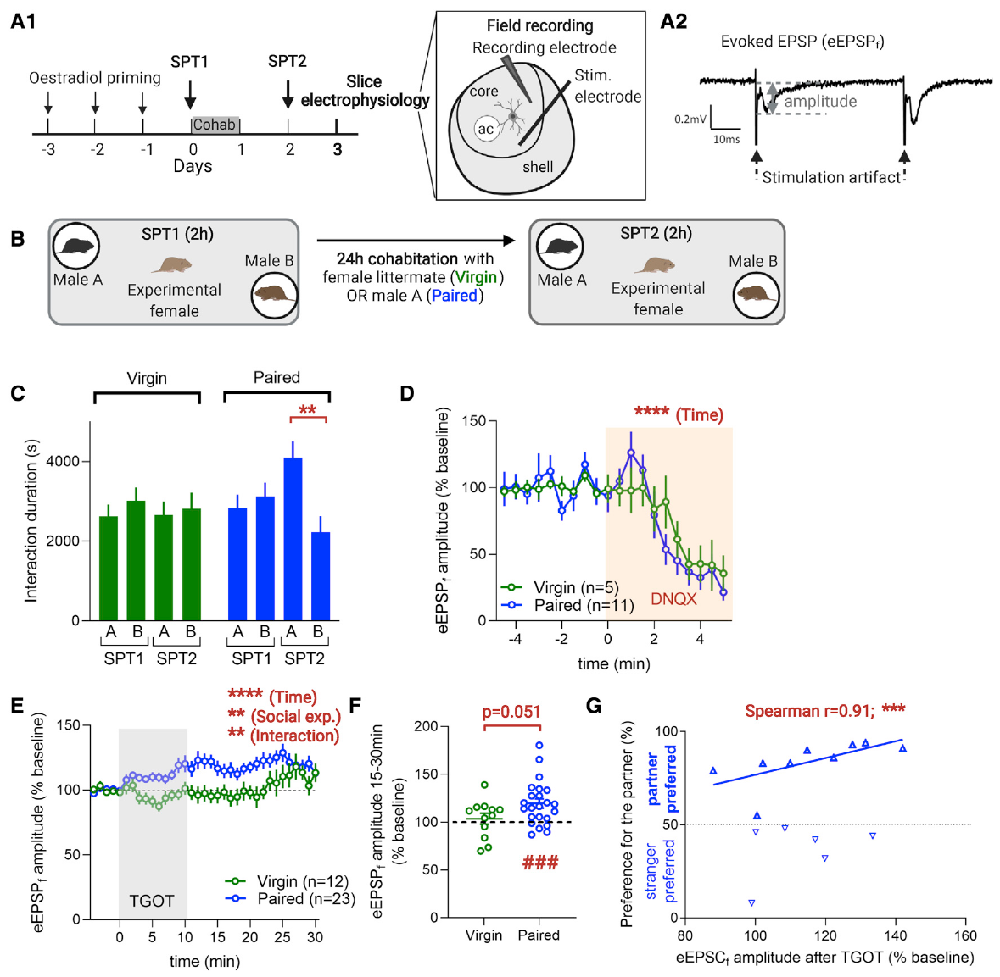 A1
Oestradiol priming
SPT1
SPT2
Slice
electrophysiology
Cohab
-3
-2
-1
0
1
2
3
Days
Field recording
Recording electrode
Stim.
electrode
core
ac
shell
A2
Evoked EPSP (eEPSPf)
amplitude
0.2mV
10ms
Stimulation artifact
B
SPT1 (2h)
Male A
Male B
Experimental
female
24h cohabitation with
female littermate (Virgin)
OR male A (Paired)
SPT2 (2h)
Male A
Male B
Experimental
female
C
Virgin
Paired
**
Interaction duration (s)
4000
2000
0
A B A B A B A B
SPT1 SPT2 SPT1 SPT2
D
**** (Time)
eEPSPf amplitude (% baseline)
150
100
50
0
Virgin (n=5)
Paired (n=11)
DNQX
-4 -2 0 2 4
time (min)
E
**** (Time)
** (Social exp.)
** (Interaction)
eEPSPf amplitude (% baseline)
150
100
50
0
TGOT
Virgin (n=12)
Paired (n=23)
0 5 10 15 20 25 30
time (min)
F
p=0.051
eEPSPf amplitude 15-30min
(% baseline)
200
150
100
50
0
###
Virgin Paired
G
Spearman r=0.91; ***
Preference for the partner (%)
partner
preferred
stranger
preferred
100
50
0
80 100 120 140 160
eEPSCf amplitude after TGOT (% baseline)